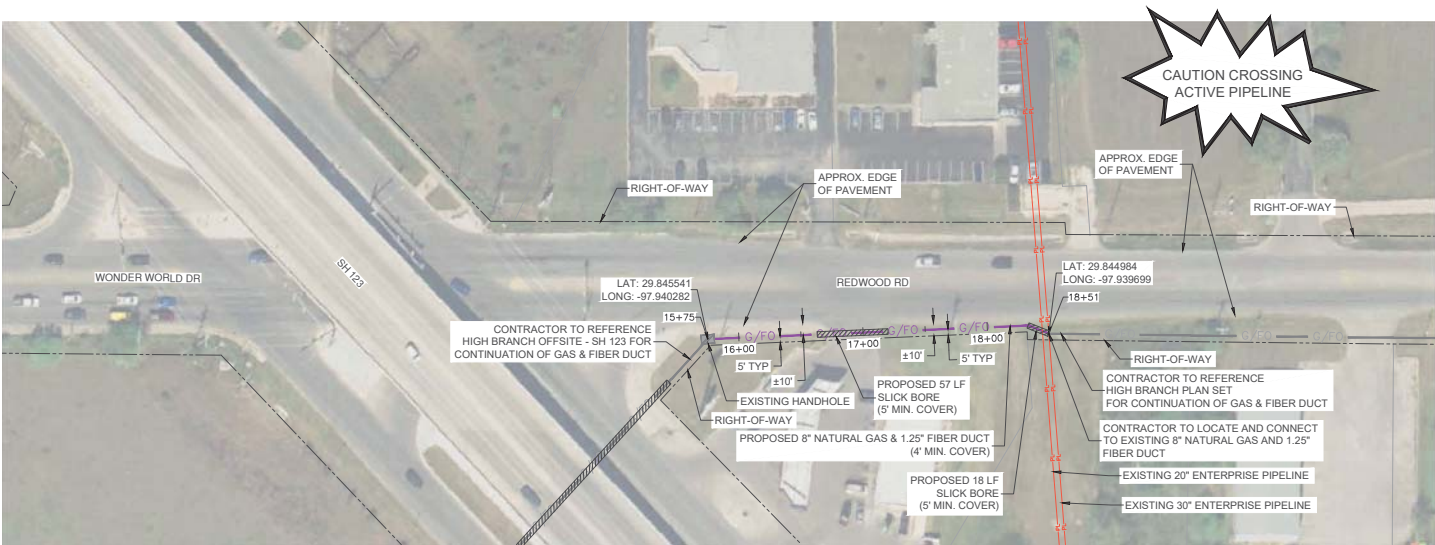 CAUTION CROSSING
ACTIVE PIPELINE
APPROX. EDGE
OF PAVEMENT
APPROX. EDGE
OF PAVEMENT
RIGHT-OF-WAY
RIGHT-OF-WAY
WONDER WORLD DR
SH 123
REDWOOD RD
LAT: 29.845541
LONG: -97.940282
15+75
LAT: 29.844984
LONG: -97.939699
18+51
CONTRACTOR TO REFERENCE
HIGH BRANCH OFFSITE - SH 123 FOR
CONTINUATION OF GAS & FIBER DUCT
G/FO
G/FO
G/FO
G/FO
G/FO
G/FO
16+00
17+00
18+00
5' TYP
±10'
±10'
5' TYP
EXISTING HANDHOLE
RIGHT-OF-WAY
PROPOSED 57 LF
SLICK BORE
(5' MIN. COVER)
PROPOSED 8" NATURAL GAS & 1.25" FIBER DUCT
(4' MIN. COVER)
PROPOSED 18 LF
SLICK BORE
(5' MIN. COVER)
RIGHT-OF-WAY
CONTRACTOR TO REFERENCE
HIGH BRANCH PLAN SET
FOR CONTINUATION OF GAS & FIBER DUCT
CONTRACTOR TO LOCATE AND CONNECT
TO EXISTING 8" NATURAL GAS AND 1.25"
FIBER DUCT
EXISTING 20" ENTERPRISE PIPELINE
EXISTING 30" ENTERPRISE PIPELINE